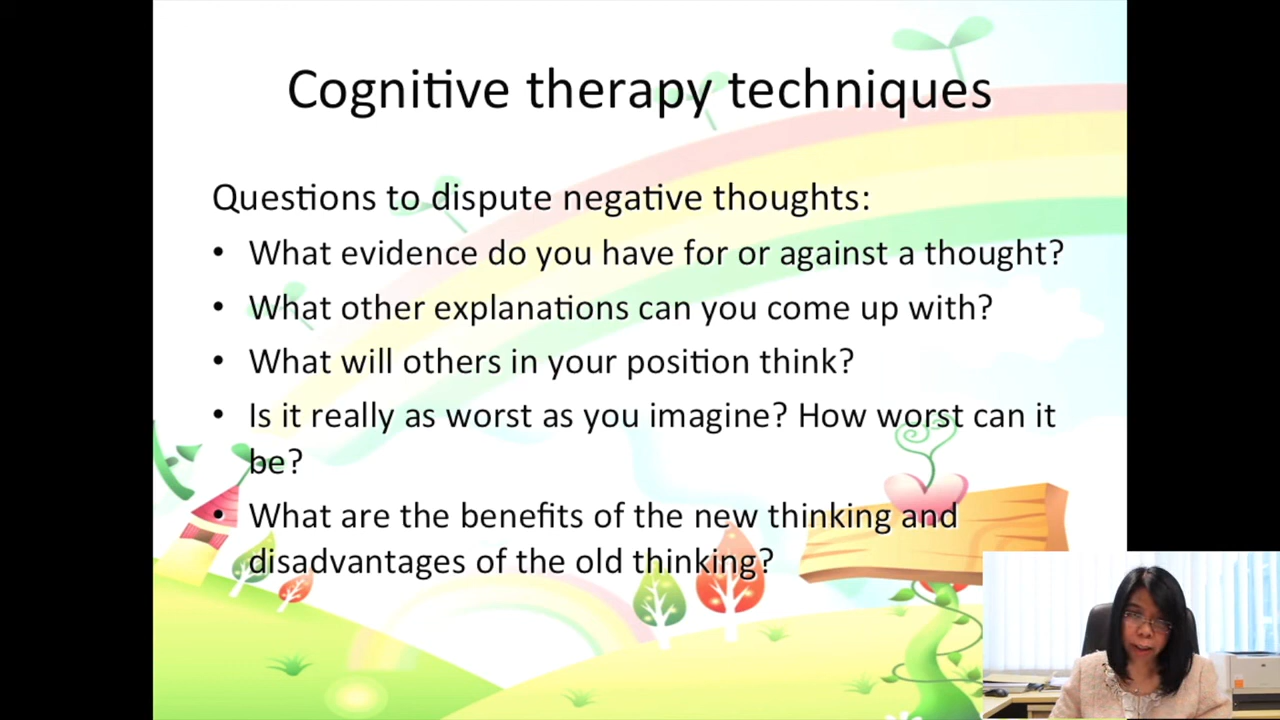 Cognitive therapy techniques
Questions to dispute negative thoughts:
• What evidence do you have for or against a thought?
• What other explanations can you come up with?
• What will others in your position think?
• Is it really as worst as you imagine? How worst can it
be?
• What are the benefits of the new thinking and
disadvantages of the old thinking?